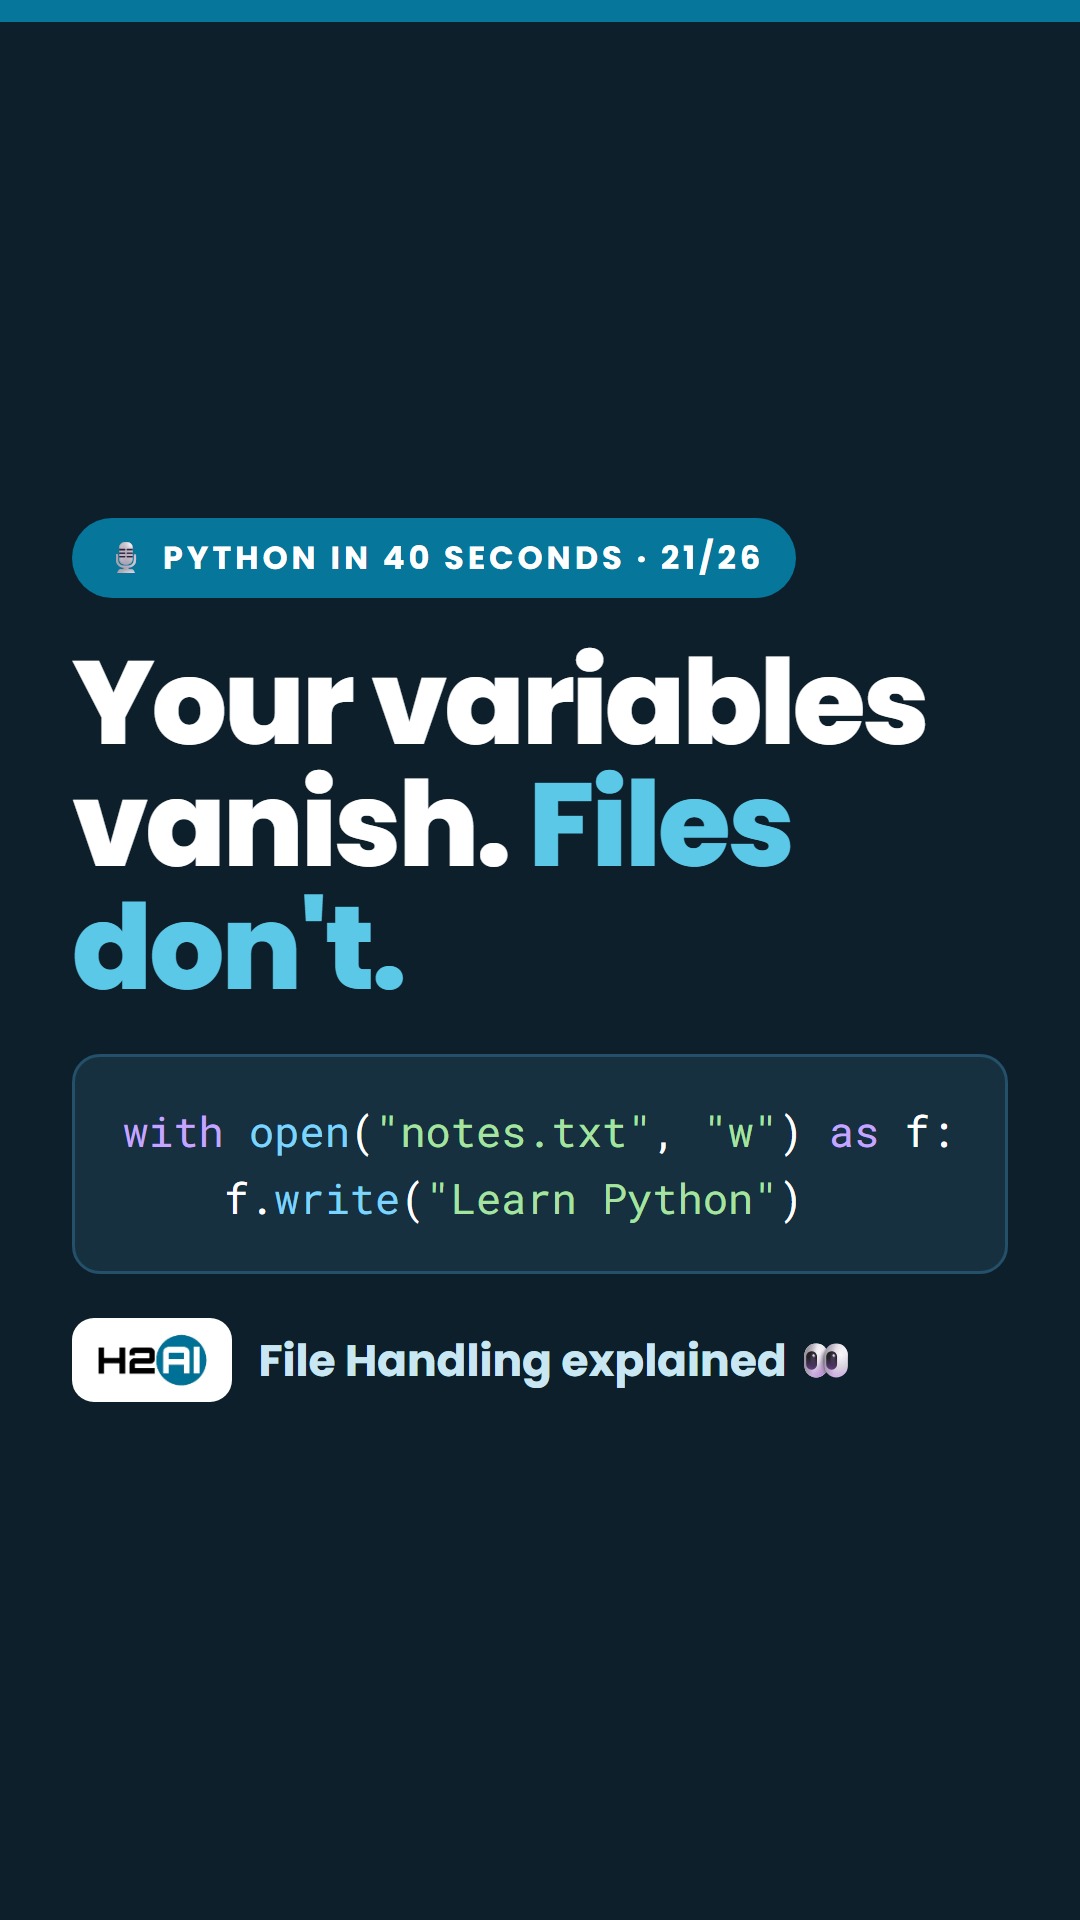 🎙️ PYTHON IN 40 SECONDS · 21/26
Your variables
vanish. Files
don't.
with open("notes.txt", "w") as f:
    f.write("Learn Python")
H2AI File Handling explained 👀